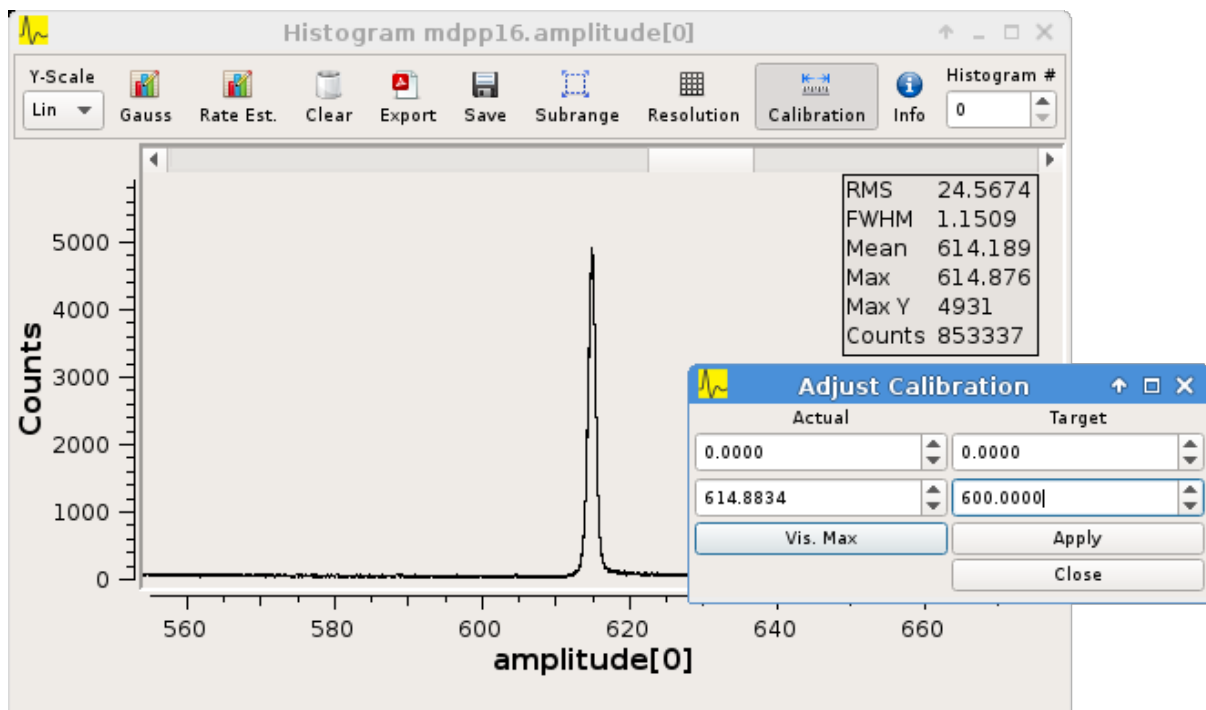 Histogram mdpp16.amplitude[0]
Y-Scale
Lin
Gauss
Rate Est.
Clear
Export
Save
Subrange
Resolution
Calibration
Info
Histogram #
0
RMS 24.5674
FWHM 1.1509
Mean 614.189
Max 614.876
Max Y 4931
Counts 853337
Counts
5000
4000
3000
2000
1000
0
560 580 600 620 640 660
amplitude[0]
Adjust Calibration
Actual Target
0.0000 0.0000
614.8834 600.0000
Vis. Max Apply
Close